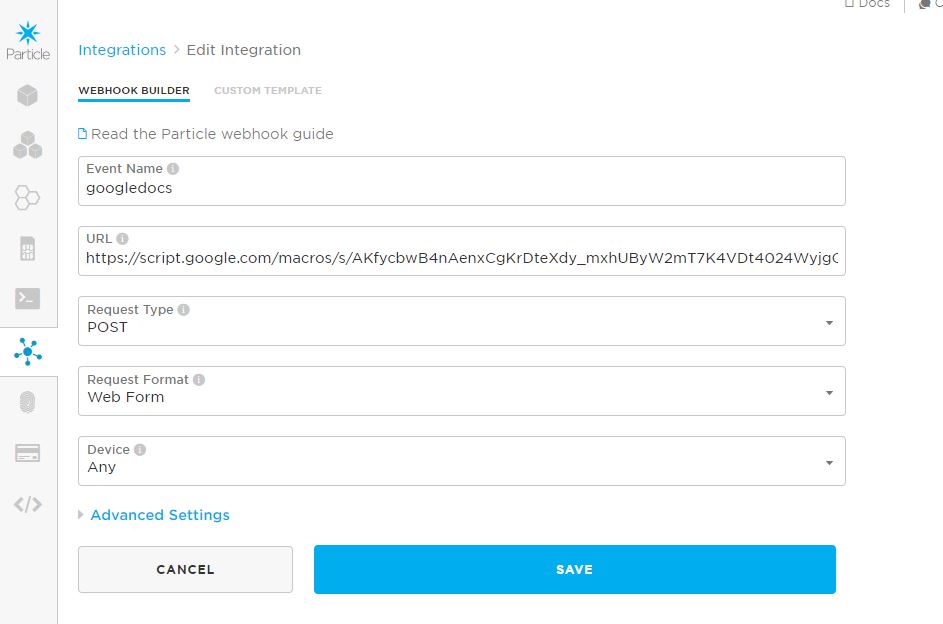 Docs
Particle
Integrations > Edit Integration
WEBHOOK BUILDER CUSTOM TEMPLATE
Read the Particle webhook guide
Event Name
googledocs
URL
https://script.google.com/macros/s/AKfycbwB4nAenxCgKrDteXdy_mxhUByW2mT7K4VDt4024Wyjg
Request Type
POST
Request Format
Web Form
Device
Any
Advanced Settings
CANCEL SAVE